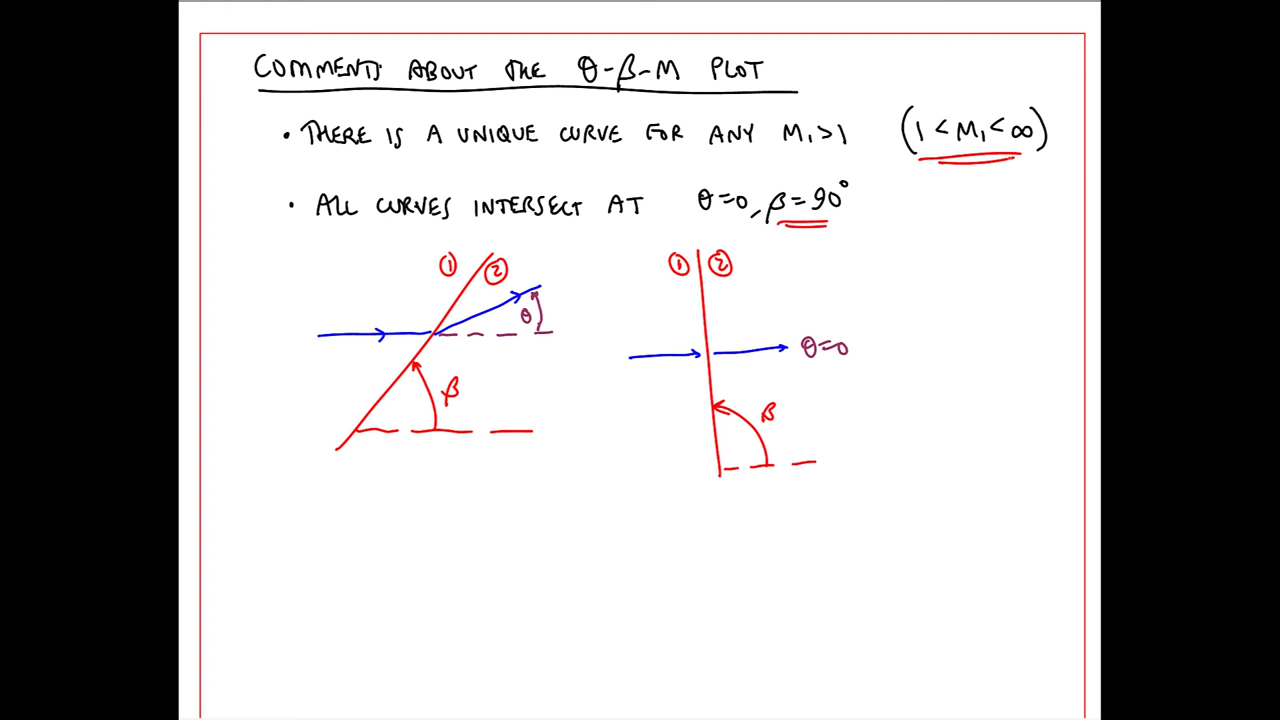 COMMENTS ABOUT THE θ-β-M PLOT
• THERE IS A UNIQUE CURVE FOR ANY M₁>1 (1 < M₁ < ∞)
• ALL CURVES INTERSECT AT θ=0, β=90°
① ②
θ
β
① ②
θ=0
β